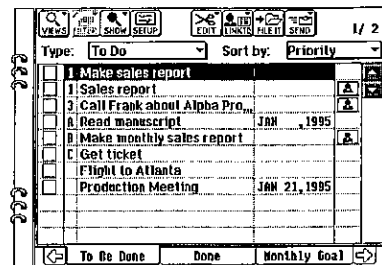 VIEWS FILTER SHOW SETUP EDIT LINKTO FILE IT SEND 1/ 2
Type: To Do Sort by: Priority
1 Make sales report
1 Sales report
3 Call Frank about Alpha Pro...
A Read manuscript JAN ,1995
B Make monthly sales report
C Get ticket
Flight to Atlanta
Production Meeting JAN 21,1995
To Be Done Done Monthly Goal